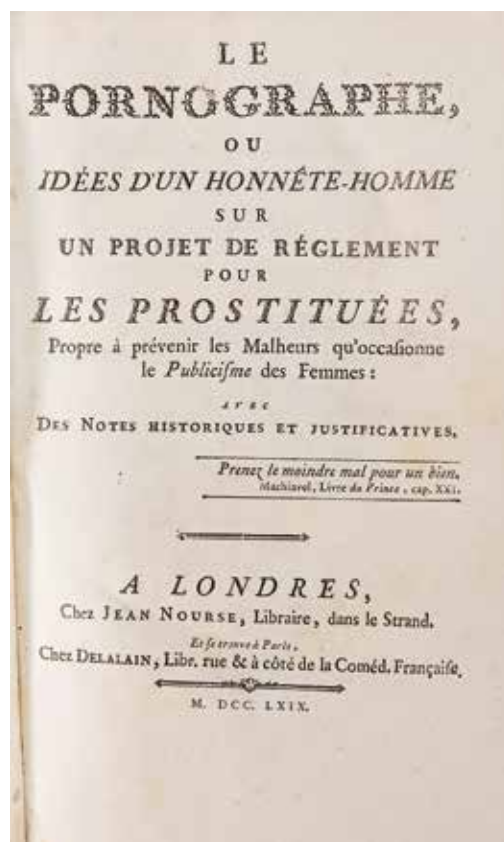 LE
PORNOGRAPHE,
OU
IDÉES D'UN HONNÊTE-HOMME
SUR
UN PROJET DE RÉGLEMENT
POUR
LES PROSTITUÉES,
Propre à prévenir les Malheurs qu'occaſionne
le Publiciſme des Femmes :
AVEC
DES NOTES HISTORIQUES ET JUSTIFICATIVES.
Prenez le moindre mal pour un bien.
Machiavel, Livre du Prince, cap. XXI.
A LONDRES,
Chez JEAN NOURSE, Libraire, dans le Strand.
Et ſe trouve à Paris,
Chez DELALAIN, Libr. rue & à côté de la Coméd. Françaiſe.
M. DCC. LXIX.